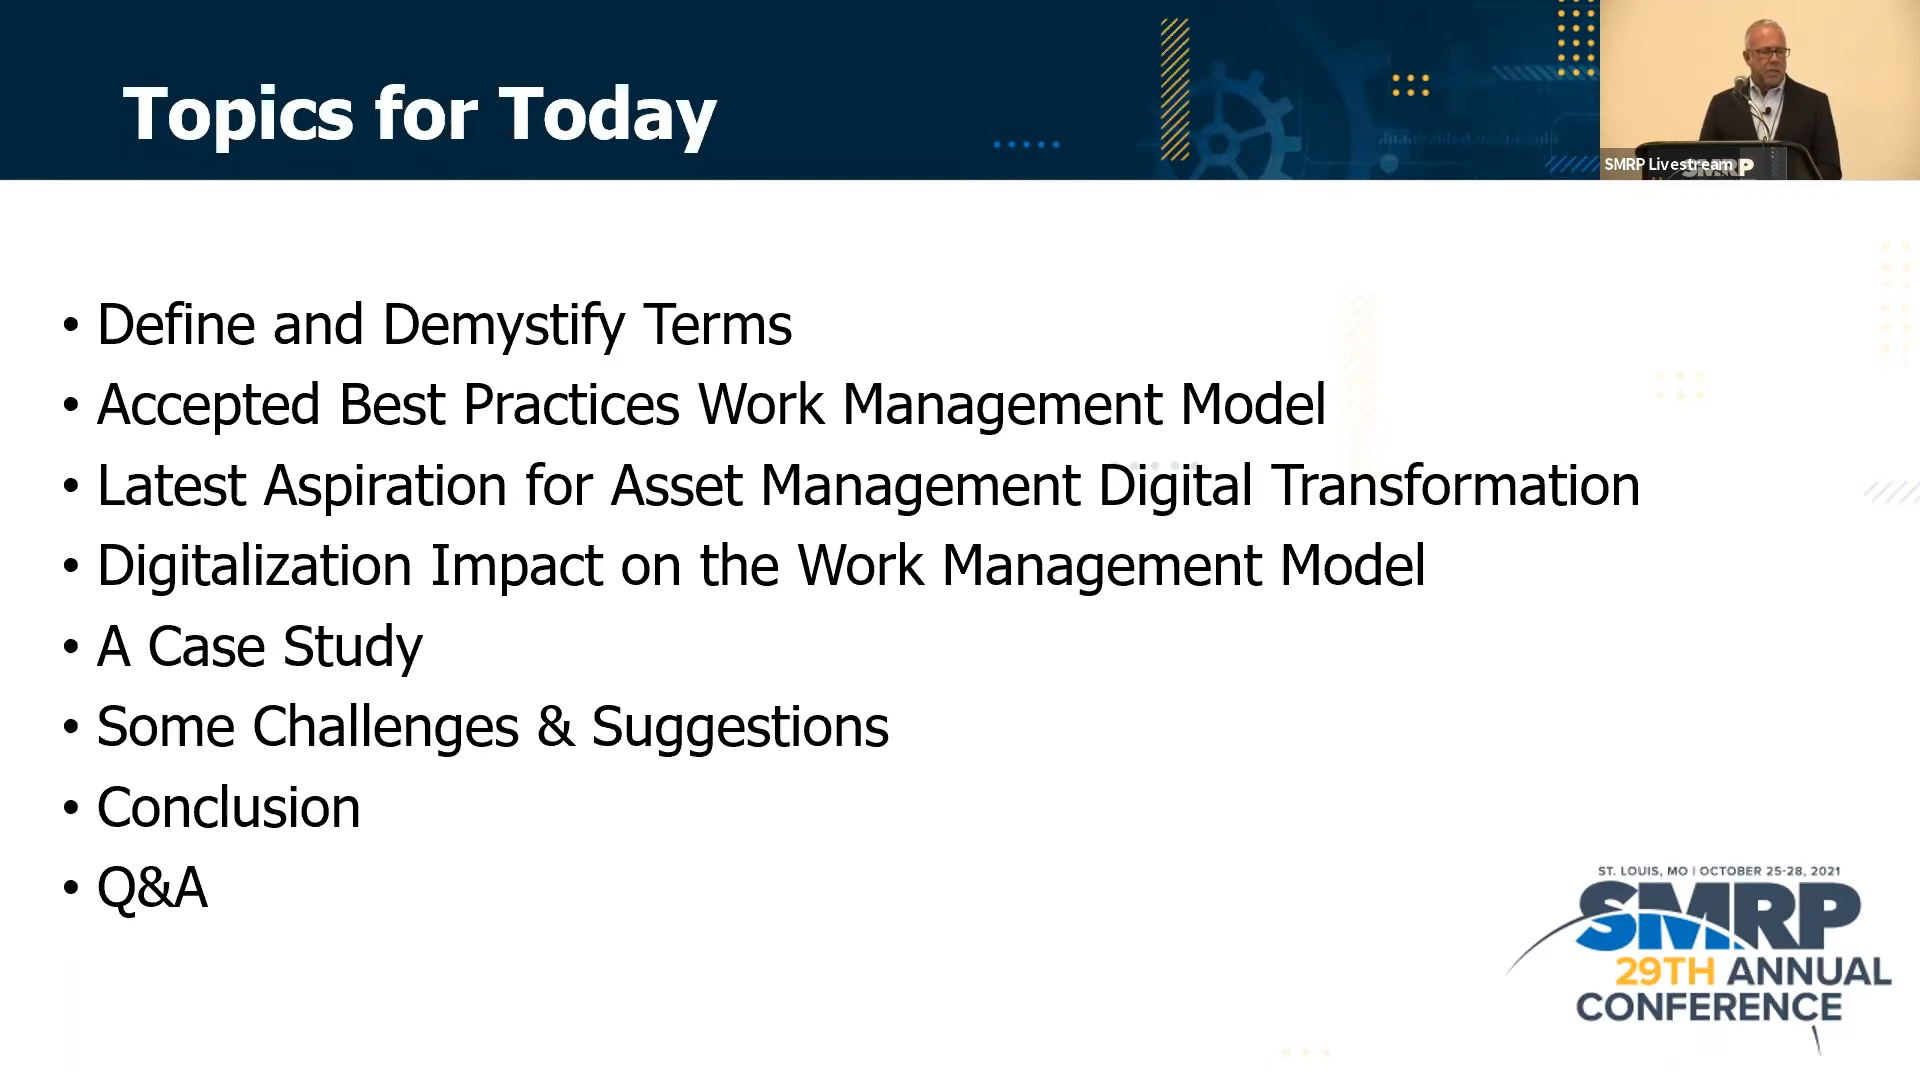 Topics for Today
SMRP Livestream
SMRP
• Define and Demystify Terms
• Accepted Best Practices Work Management Model
• Latest Aspiration for Asset Management Digital Transformation
• Digitalization Impact on the Work Management Model
• A Case Study
• Some Challenges & Suggestions
• Conclusion
• Q&A
ST. LOUIS, MO | OCTOBER 25-28, 2021
SMRP
29TH ANNUAL
CONFERENCE